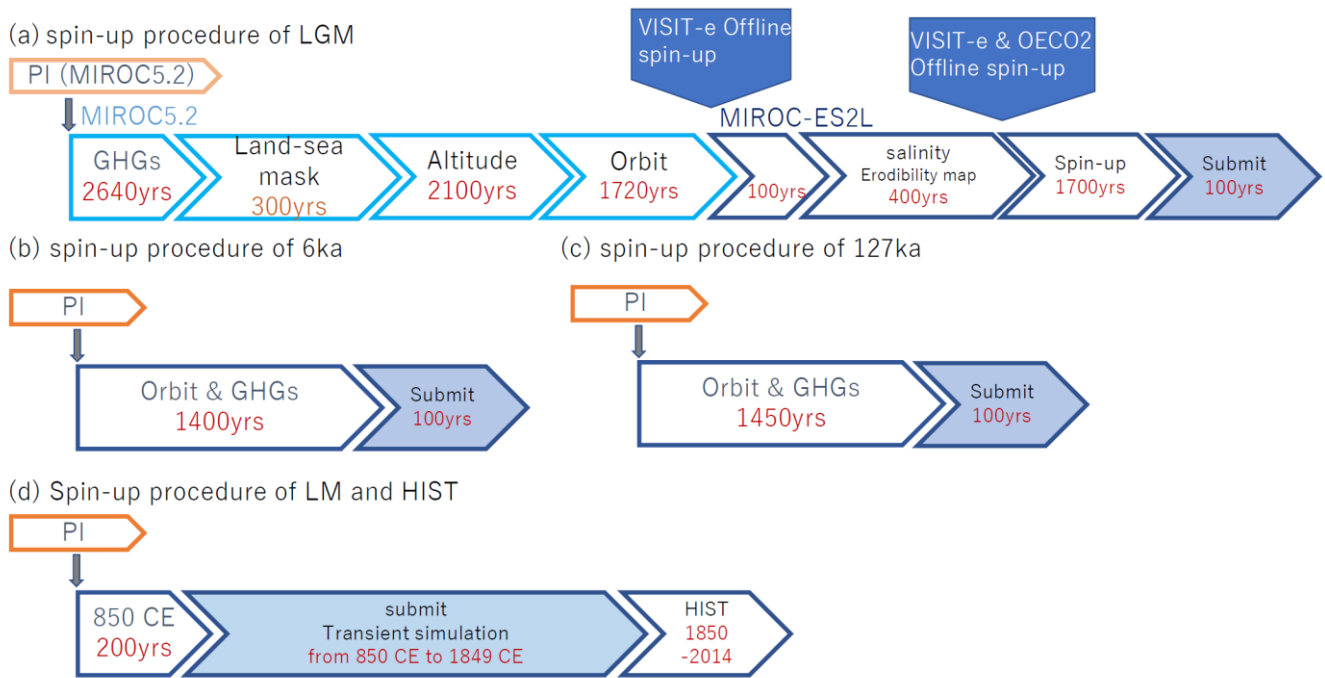 (a) spin-up procedure of LGM
PI (MIROC5.2)
MIROC5.2
VISIT-e Offline
spin-up
VISIT-e & OECO2
Offline spin-up
MIROC-ES2L
GHGs
2640yrs
Land-sea
mask
300yrs
Altitude
2100yrs
Orbit
1720yrs
100yrs
salinity
Erodibility map
400yrs
Spin-up
1700yrs
Submit
100yrs
(b) spin-up procedure of 6ka
PI
Orbit & GHGs
1400yrs
Submit
100yrs
(c) spin-up procedure of 127ka
PI
Orbit & GHGs
1450yrs
Submit
100yrs
(d) Spin-up procedure of LM and HIST
PI
850 CE
200yrs
submit
Transient simulation
from 850 CE to 1849 CE
HIST
1850
-2014